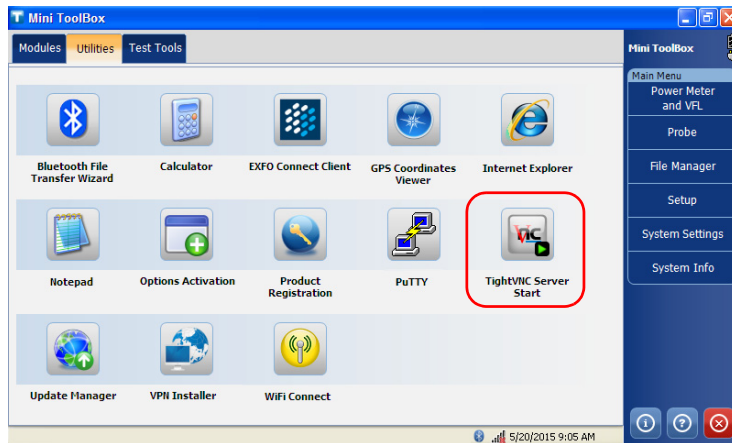 Mini ToolBox
Modules
Utilities
Test Tools
Bluetooth File
Transfer Wizard
Calculator
EXFO Connect Client
GPS Coordinates
Viewer
Internet Explorer
Notepad
Options Activation
Product
Registration
PuTTY
VNC
TightVNC Server
Start
Update Manager
VPN Installer
WiFi Connect
5/20/2015 9:05 AM
Mini ToolBox
Main Menu
Power Meter
and VFL
Probe
File Manager
Setup
System Settings
System Info